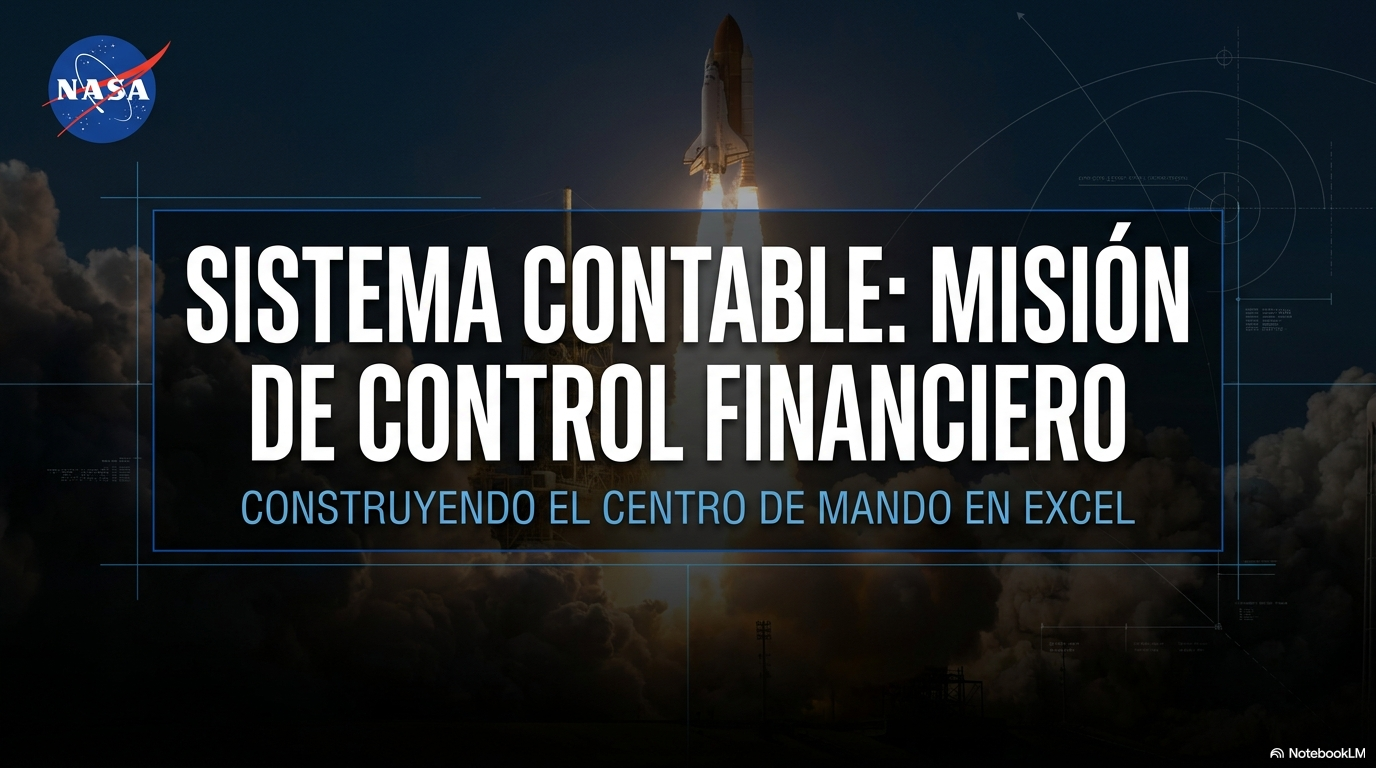 NASA
SISTEMA CONTABLE: MISIÓN
DE CONTROL FINANCIERO
CONSTRUYENDO EL CENTRO DE MANDO EN EXCEL
NotebookLM